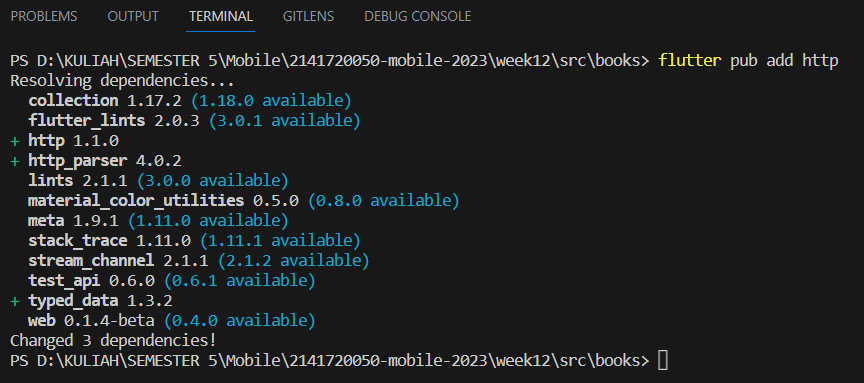 PROBLEMS OUTPUT TERMINAL GITLENS DEBUG CONSOLE
PS D:\KULIAH\SEMESTER 5\Mobile\2141720050-mobile-2023\week12\src\books> flutter pub add http
Resolving dependencies...
collection 1.17.2 (1.18.0 available)
flutter_lints 2.0.3 (3.0.1 available)
+ http 1.1.0
+ http_parser 4.0.2
lints 2.1.1 (3.0.0 available)
material_color_utilities 0.5.0 (0.8.0 available)
meta 1.9.1 (1.11.0 available)
stack_trace 1.11.0 (1.11.1 available)
stream_channel 2.1.1 (2.1.2 available)
test_api 0.6.0 (0.6.1 available)
+ typed_data 1.3.2
web 0.1.4-beta (0.4.0 available)
Changed 3 dependencies!
PS D:\KULIAH\SEMESTER 5\Mobile\2141720050-mobile-2023\week12\src\books>